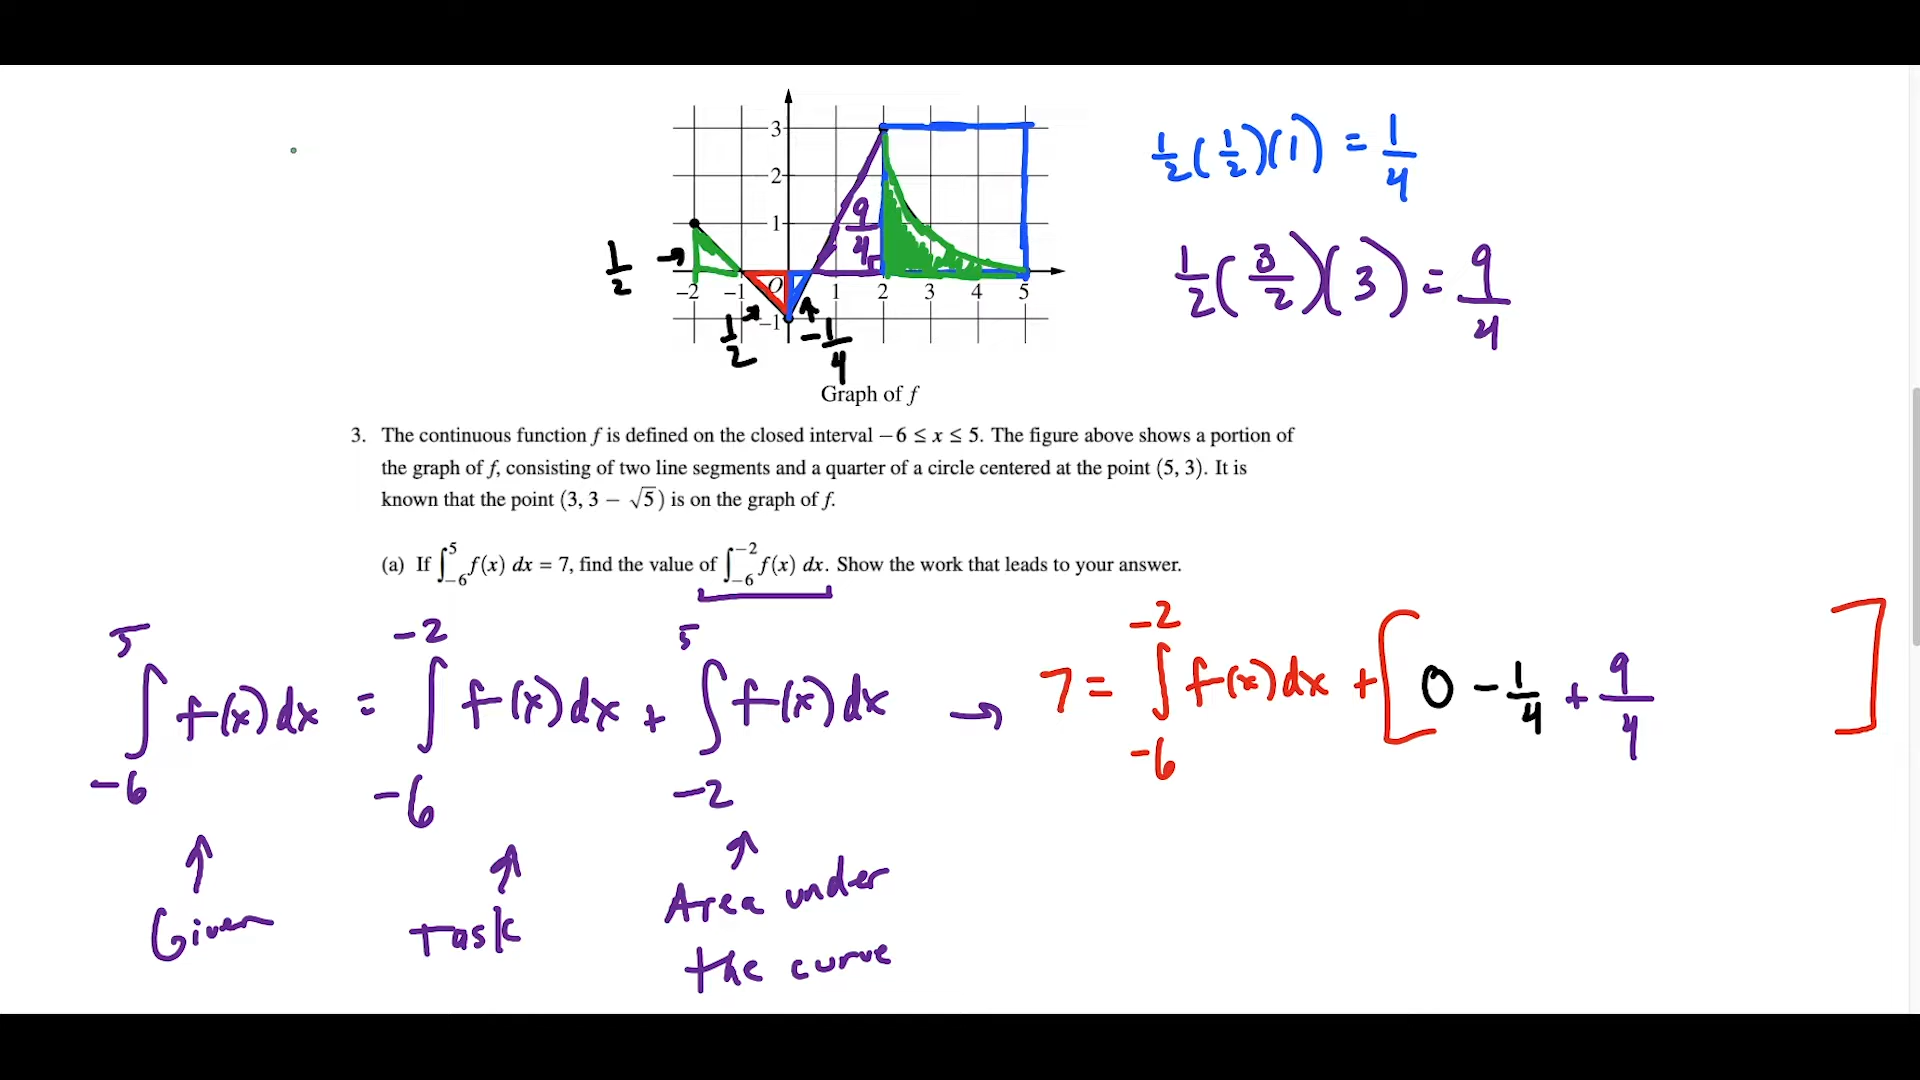 3
2
1
O
-2 -1 1 2 3 4 5
-1
1/2
1/2
-1/4
9/4
1/2(1/2)(1) = 1/4
1/2(3/2)(3) = 9/4
Graph of f
3. The continuous function f is defined on the closed interval −6 ≤ x ≤ 5. The figure above shows a portion of
the graph of f, consisting of two line segments and a quarter of a circle centered at the point (5, 3). It is
known that the point (3, 3 − √5) is on the graph of f.
(a) If ∫_{−6}^{5} f(x) dx = 7, find the value of ∫_{−6}^{−2} f(x) dx. Show the work that leads to your answer.
∫_{-6}^{5} f(x)dx = ∫_{-6}^{-2} f(x)dx + ∫_{-2}^{5} f(x)dx → 7 = ∫_{-6}^{-2} f(x)dx + [0 - 1/4 + 9/4 ]
↑ ↑ ↑
Given Task Area under
the curve